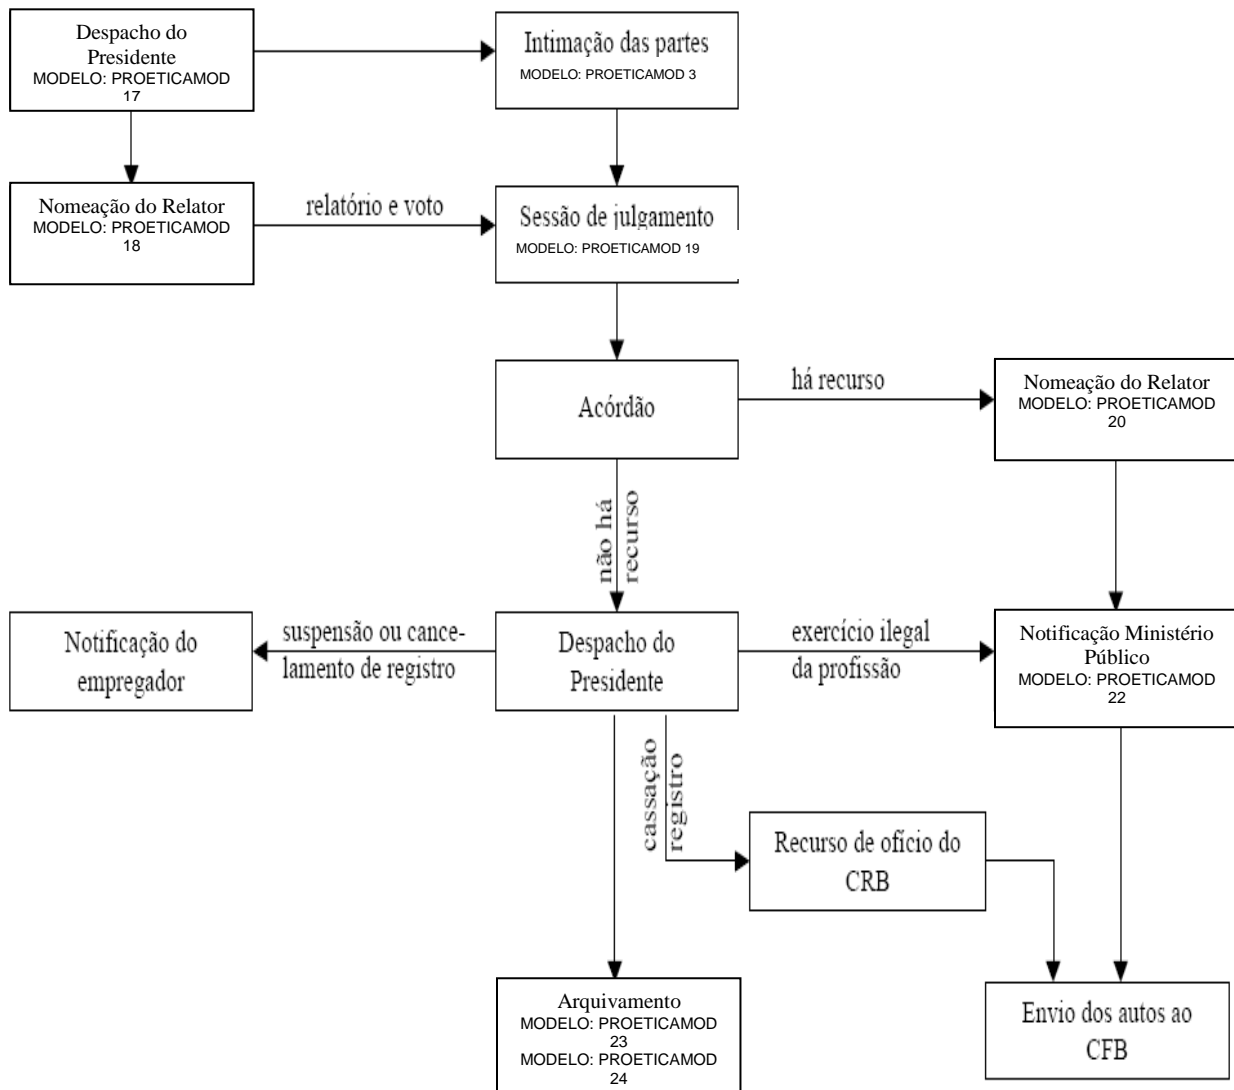 Despacho do
Presidente
MODELO: PROETICAMOD
17
Intimação das partes
MODELO: PROETICAMOD 3
Nomeação do Relator
MODELO: PROETICAMOD
18
relatório e voto
Sessão de julgamento
MODELO: PROETICAMOD 19
Acórdão
há recurso
Nomeação do Relator
MODELO: PROETICAMOD
20
não há
recurso
Notificação do
empregador
suspensão ou cance-
lamento de registro
Despacho do
Presidente
exercício ilegal
da profissão
Notificação Ministério
Público
MODELO: PROETICAMOD
22
cassação
registro
Recurso de ofício do
CRB
Arquivamento
MODELO: PROETICAMOD
23
MODELO: PROETICAMOD
24
Envio dos autos ao
CFB